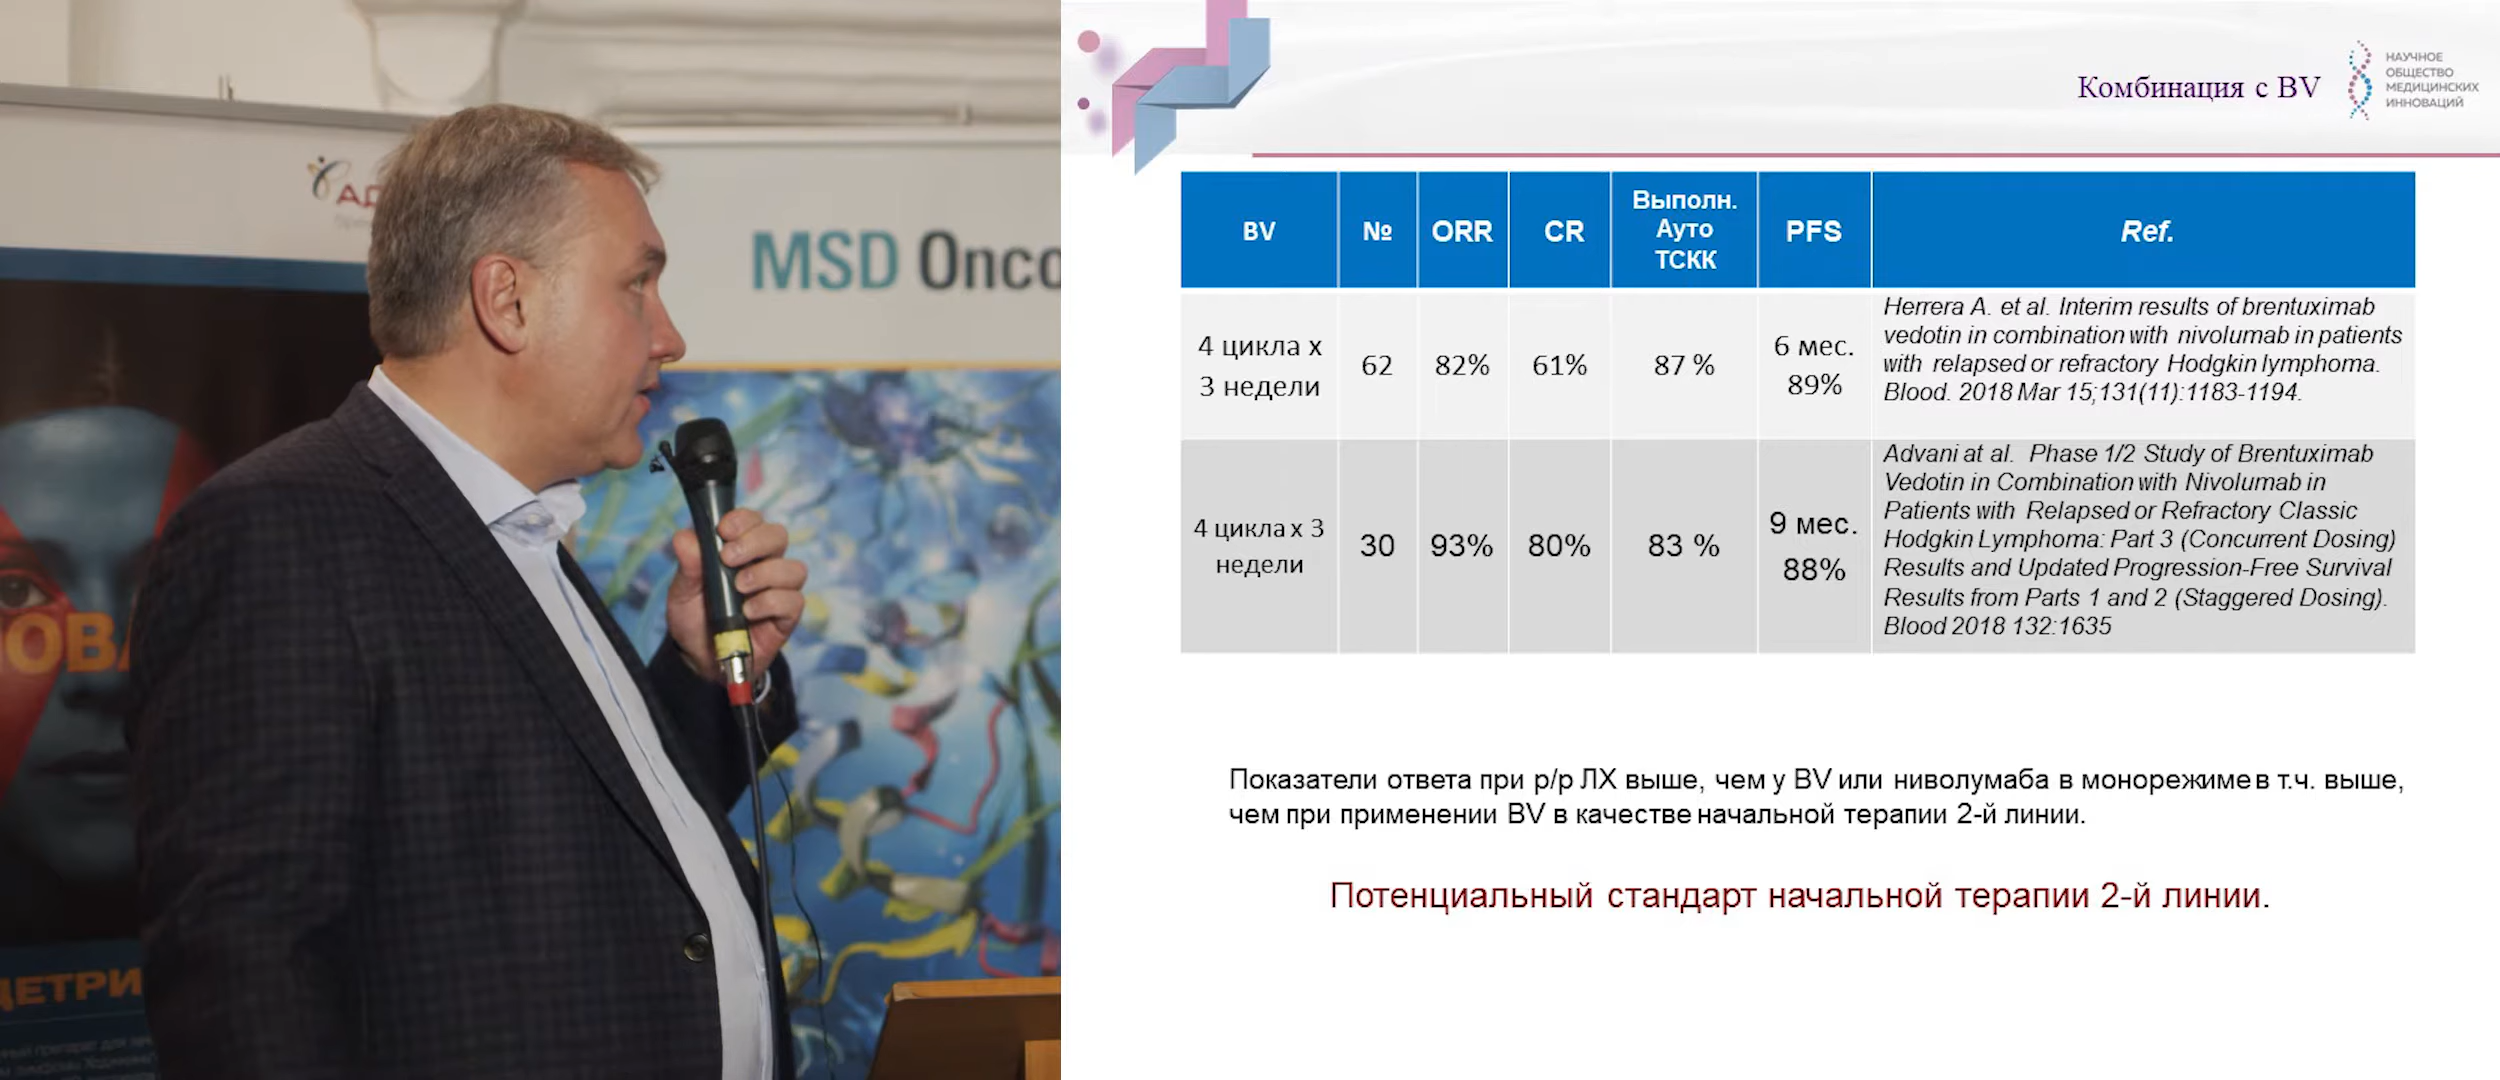 MSD Onco
Комбинация с BV
НАУЧНОЕ
ОБЩЕСТВО
МЕДИЦИНСКИХ
ИННОВАЦИЙ
BV
№
ORR
CR
Выполн.
Ауто
ТСКК
PFS
Ref.
4 цикла х
3 недели
62
82%
61%
87 %
6 мес.
89%
Herrera A. et al. Interim results of brentuximab
vedotin in combination with nivolumab in patients
with relapsed or refractory Hodgkin lymphoma.
Blood. 2018 Mar 15;131(11):1183-1194.
4 цикла х 3
недели
30
93%
80%
83 %
9 мес.
88%
Advani at al. Phase 1/2 Study of Brentuximab
Vedotin in Combination with Nivolumab in
Patients with Relapsed or Refractory Classic
Hodgkin Lymphoma: Part 3 (Concurrent Dosing)
Results and Updated Progression-Free Survival
Results from Parts 1 and 2 (Staggered Dosing).
Blood 2018 132:1635
Показатели ответа при р/р ЛХ выше, чем у BV или ниволумаба в монорежиме в т.ч. выше,
чем при применении BV в качестве начальной терапии 2-й линии.
Потенциальный стандарт начальной терапии 2-й линии.